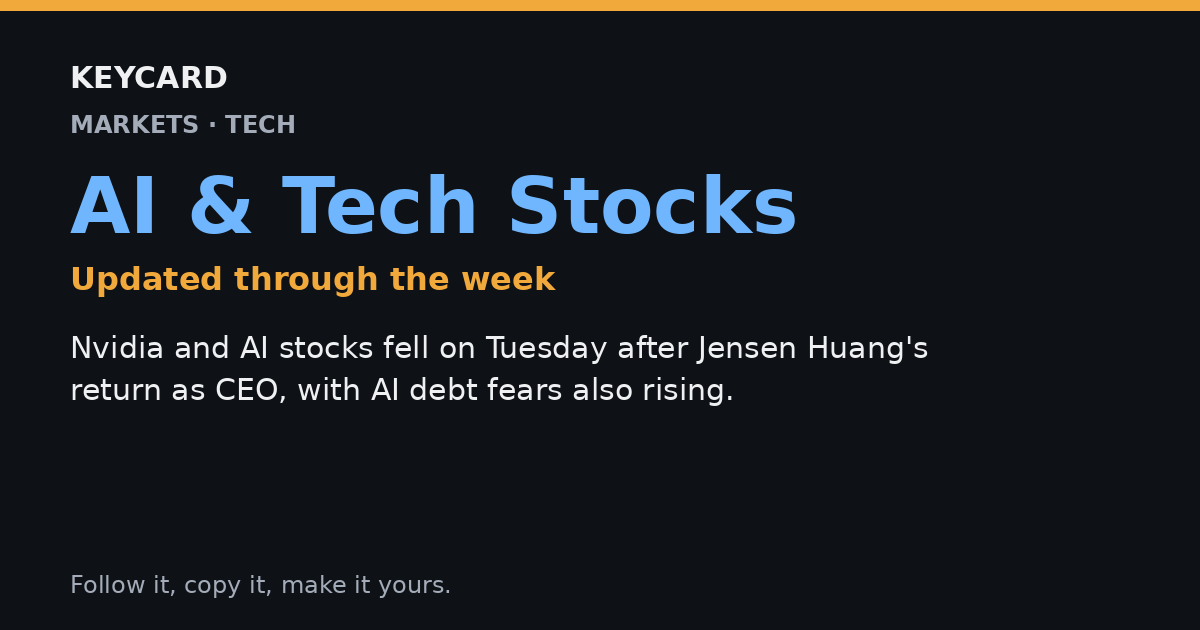 KEYCARD
MARKETS · TECH
AI & Tech Stocks
Updated through the week
Nvidia and AI stocks fell on Tuesday after Jensen Huang's
return as CEO, with AI debt fears also rising.
Follow it, copy it, make it yours.